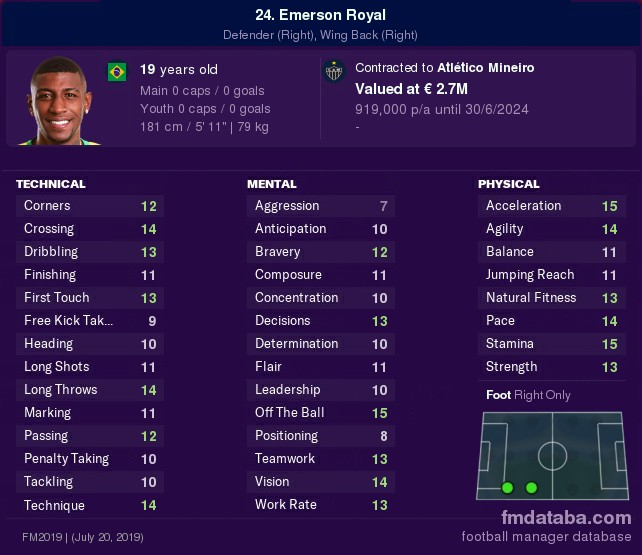 24. Emerson Royal
Defender (Right), Wing Back (Right)
19 years old
Main 0 caps / 0 goals
Youth 0 caps / 0 goals
181 cm / 5' 11" | 79 kg
Contracted to Atlético Mineiro
Valued at € 2.7M
919,000 p/a until 30/6/2024
-
TECHNICAL
Corners 12
Crossing 14
Dribbling 13
Finishing 11
First Touch 13
Free Kick Tak... 9
Heading 10
Long Shots 11
Long Throws 14
Marking 11
Passing 12
Penalty Taking 10
Tackling 10
Technique 14
MENTAL
Aggression 7
Anticipation 10
Bravery 12
Composure 11
Concentration 10
Decisions 13
Determination 10
Flair 11
Leadership 10
Off The Ball 15
Positioning 8
Teamwork 13
Vision 14
Work Rate 13
PHYSICAL
Acceleration 15
Agility 14
Balance 11
Jumping Reach 11
Natural Fitness 13
Pace 14
Stamina 15
Strength 13
Foot Right Only
FM2019 | (July 20, 2019)
fmdataba.com
football manager database